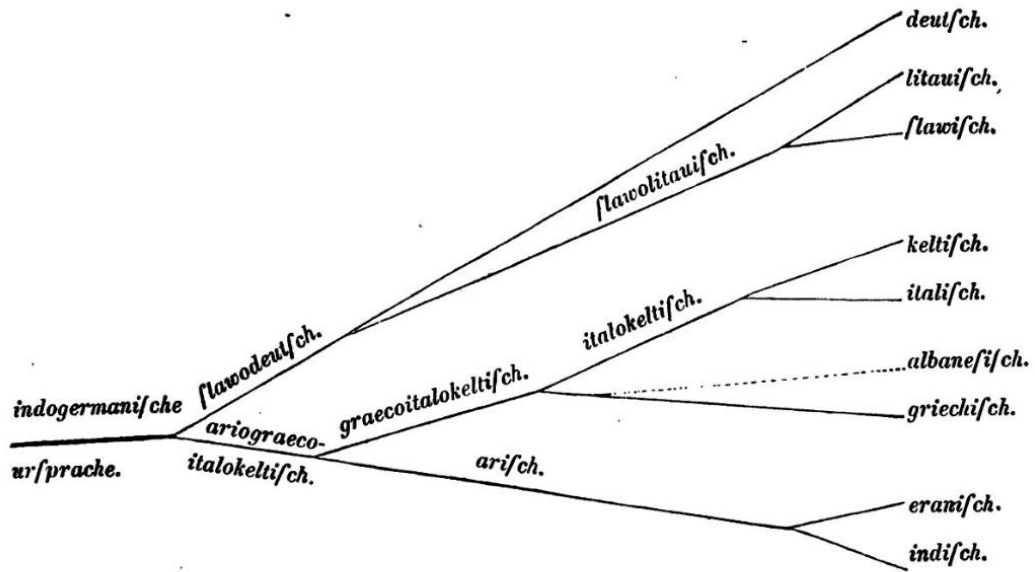 deutſch.
litauiſch.
ſlawiſch.
ſlawolitauiſch.
keltiſch.
italiſch.
italokeltiſch.
ſlawodeutſch.
albaneſiſch.
graecoitalokeltiſch.
griechiſch.
indogermaniſche
urſprache.
ariograeco-
italokeltiſch.
ariſch.
eraniſch.
indiſch.